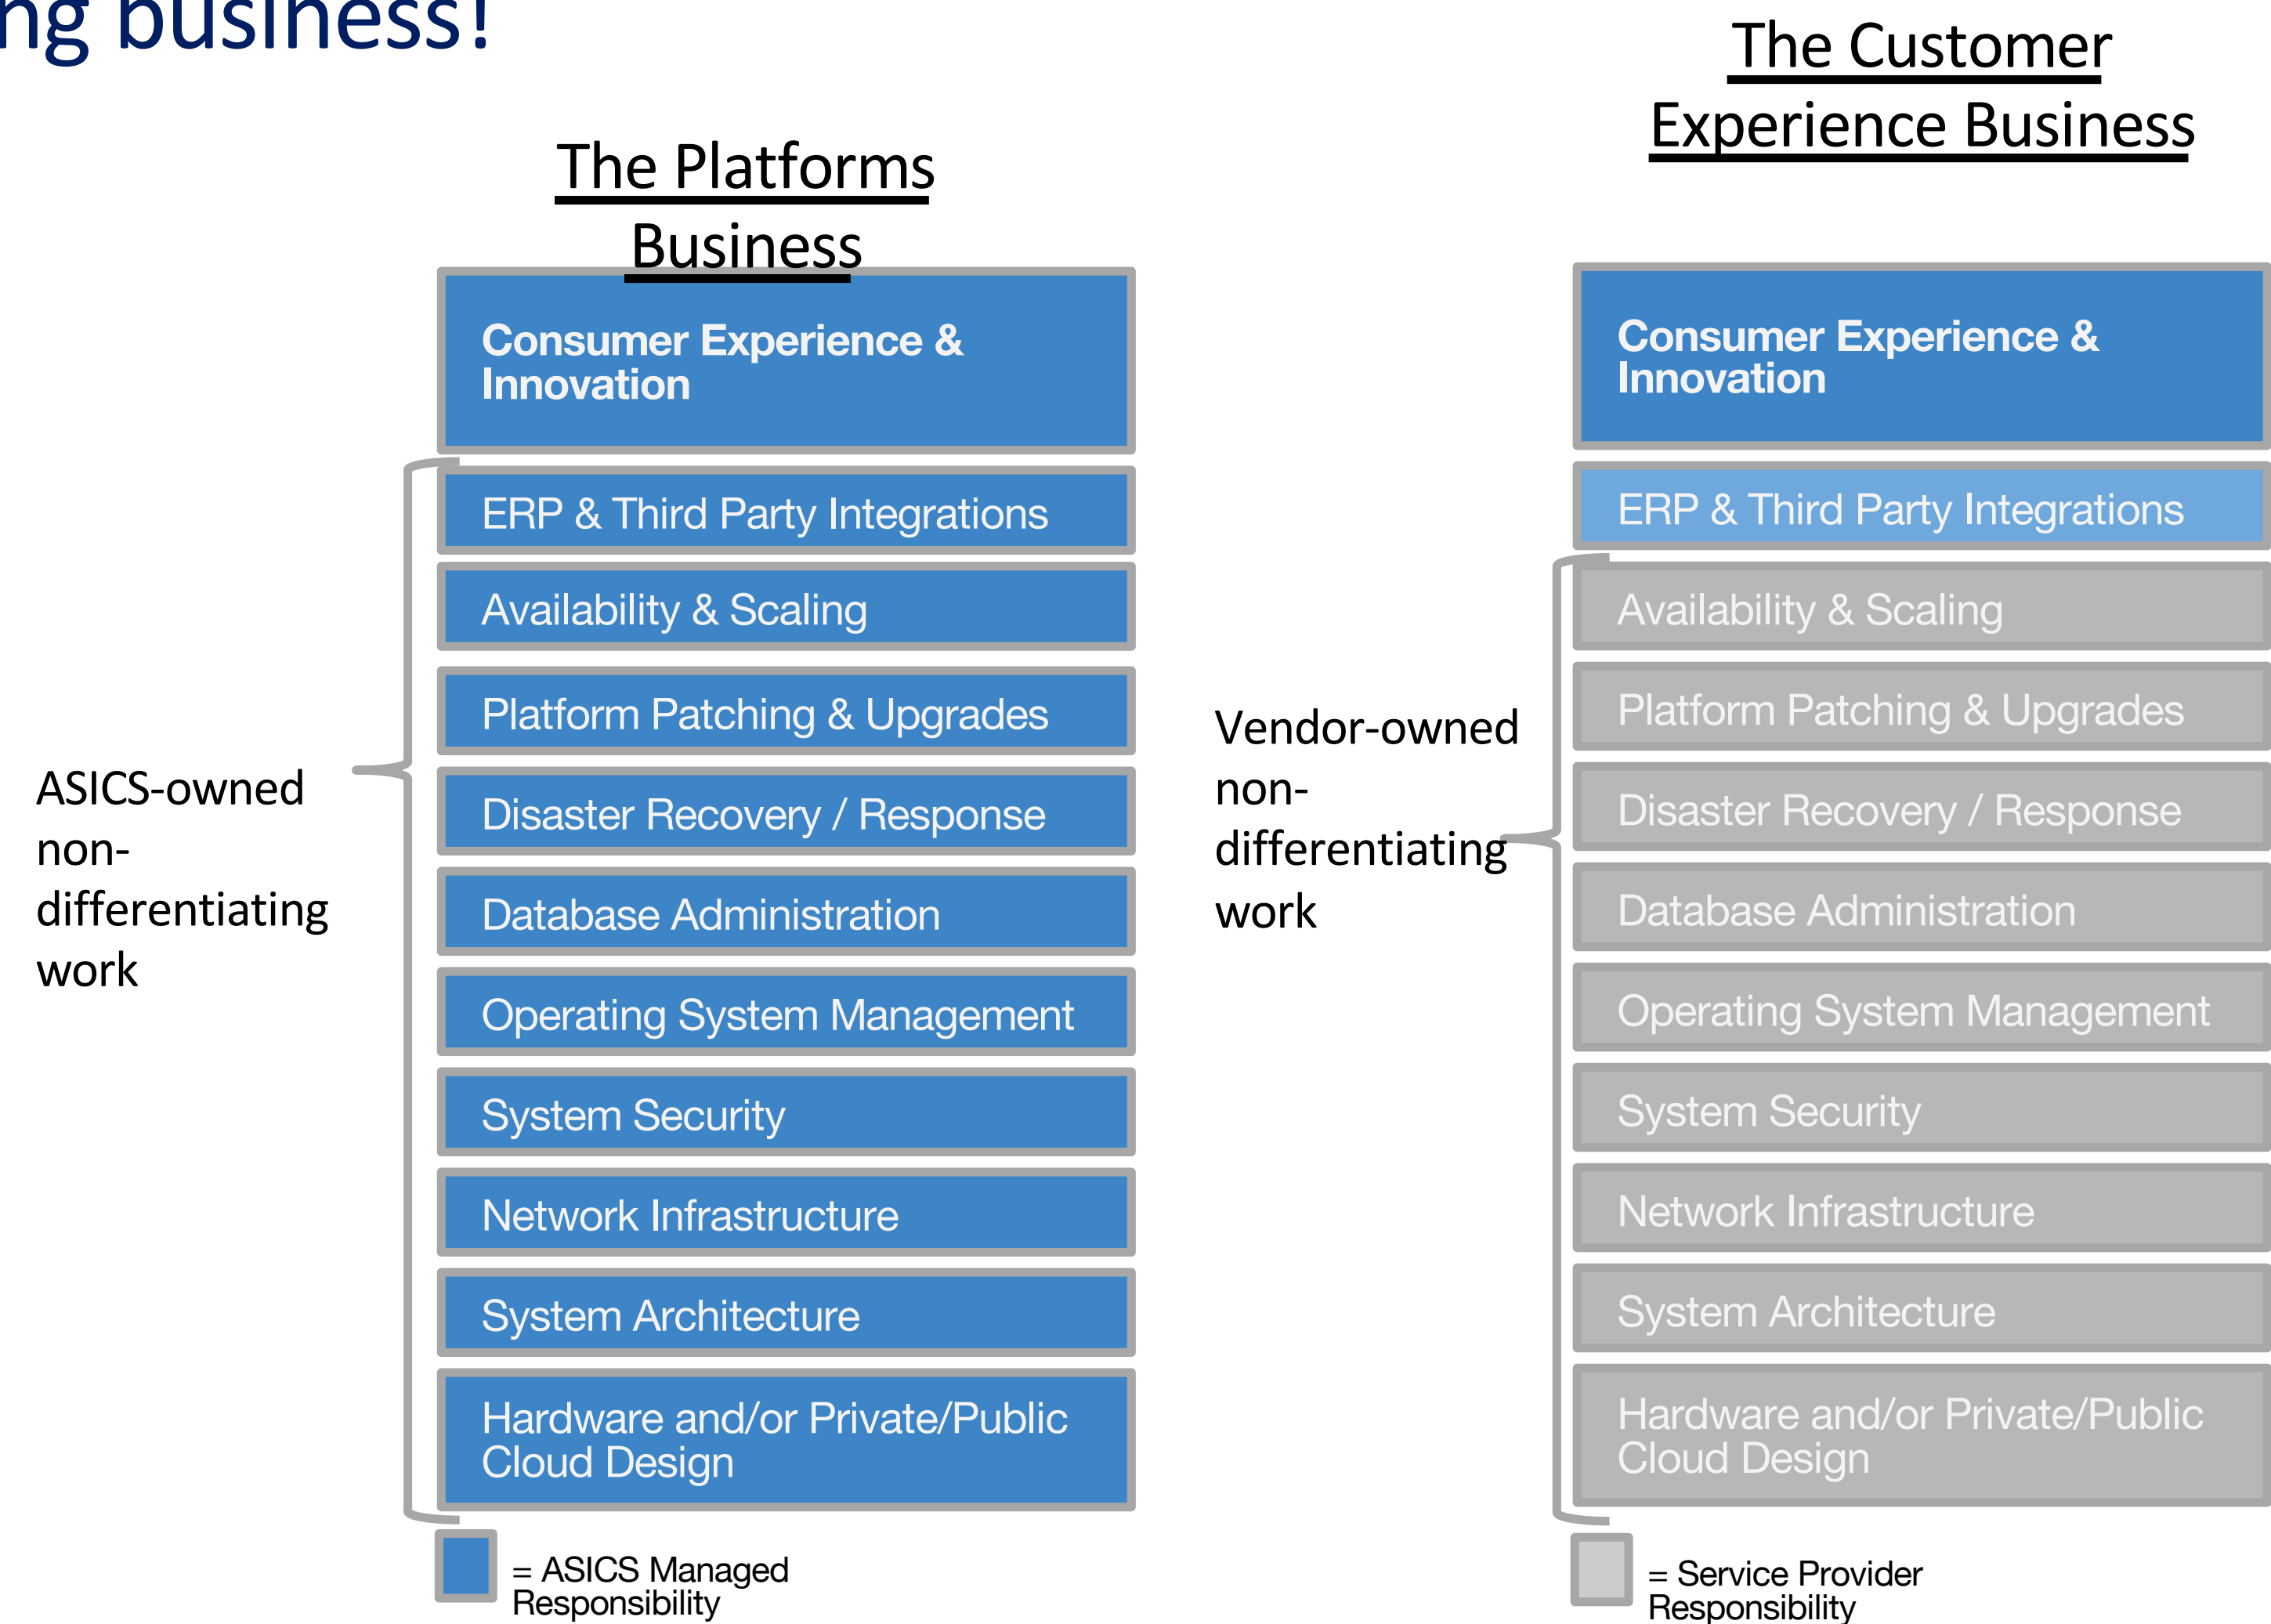 business!
The Platforms
Business
Consumer Experience &
Innovation
ERP & Third Party Integrations
Availability & Scaling
Platform Patching & Upgrades
Disaster Recovery / Response
Database Administration
Operating System Management
System Security
Network Infrastructure
System Architecture
Hardware and/or Private/Public
Cloud Design
ASICS-owned
non-
differentiating
work
= ASICS Managed
Responsibility
The Customer
Experience Business
Consumer Experience &
Innovation
ERP & Third Party Integrations
Availability & Scaling
Platform Patching & Upgrades
Disaster Recovery / Response
Database Administration
Operating System Management
System Security
Network Infrastructure
System Architecture
Hardware and/or Private/Public
Cloud Design
Vendor-owned
non-
differentiating
work
= Service Provider
Responsibility